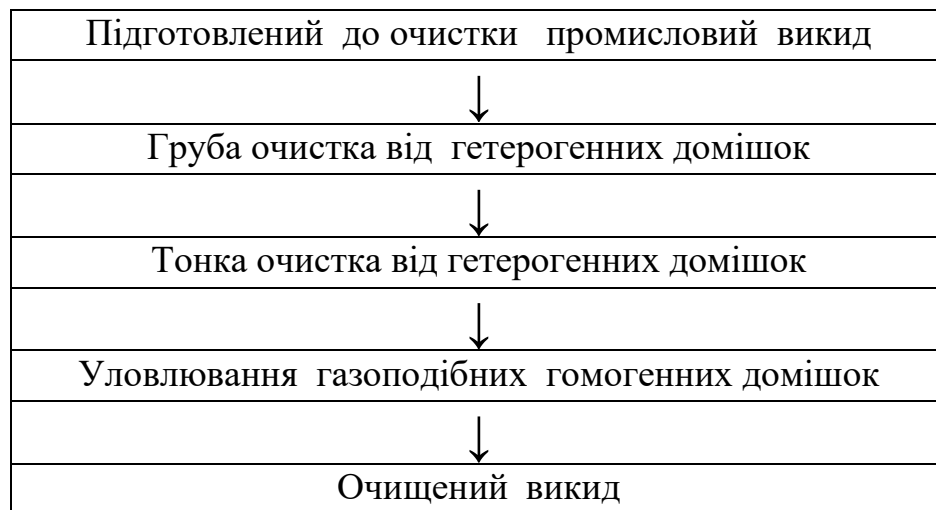 Підготовлений до очистки промисловий викид
↓
Груба очистка від гетерогенних домішок
↓
Тонка очистка від гетерогенних домішок
↓
Уловлювання газоподібних гомогенних домішок
↓
Очищений викид